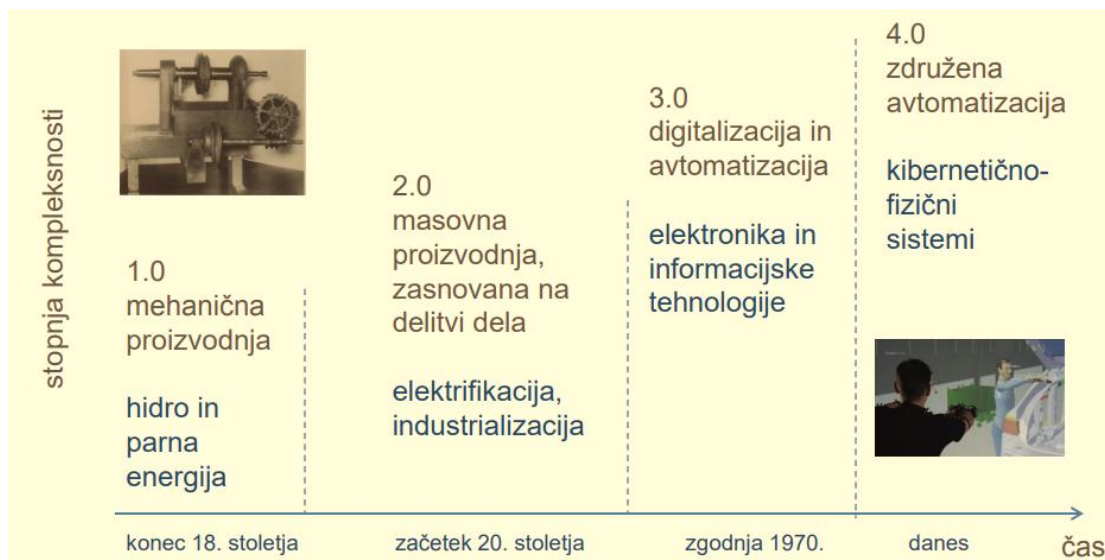 stopnja kompleksnosti
1.0
mehanična
proizvodnja
hidro in
parna
energija
2.0
masovna
proizvodnja,
zasnovana na
delitvi dela
elektrifikacija,
industrializacija
3.0
digitalizacija in
avtomatizacija
elektronika in
informacijske
tehnologije
4.0
združena
avtomatizacija
kibernetično-
fizični
sistemi
konec 18. stoletja
začetek 20. stoletja
zgodnja 1970.
danes
čas